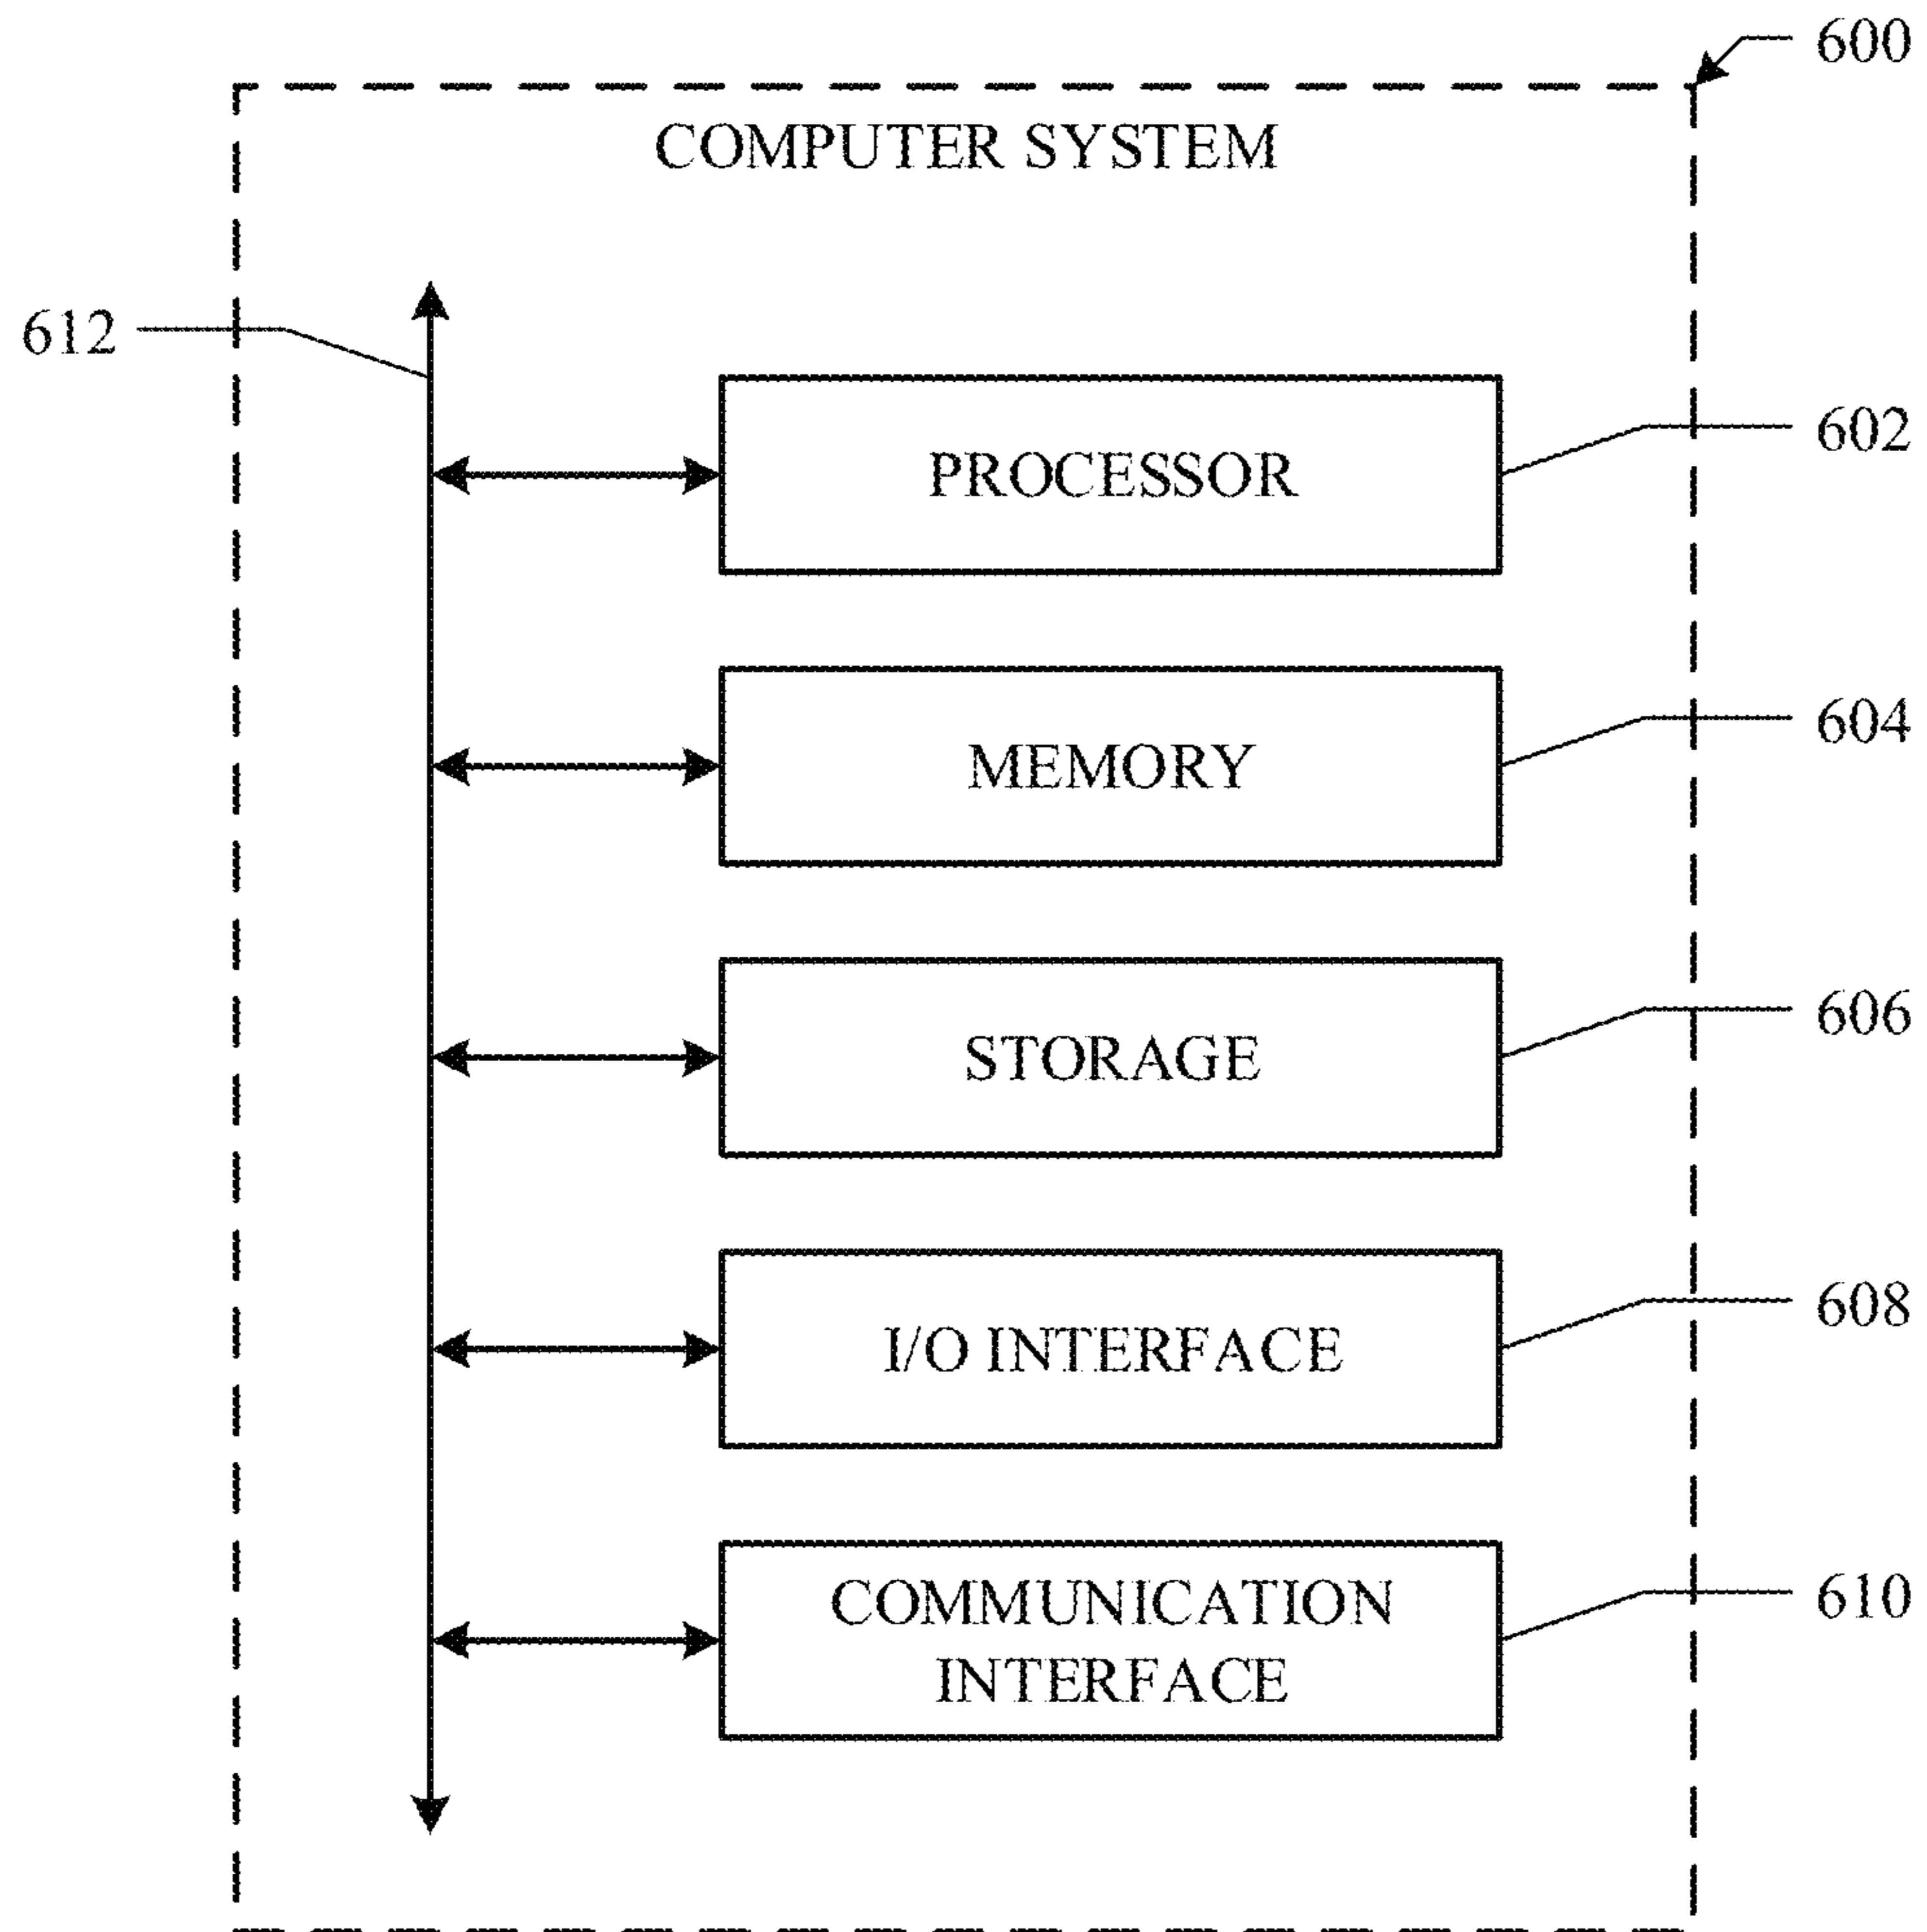 600
COMPUTER SYSTEM
612
602
PROCESSOR
604
MEMORY
606
STORAGE
608
I/O INTERFACE
610
COMMUNICATION
INTERFACE